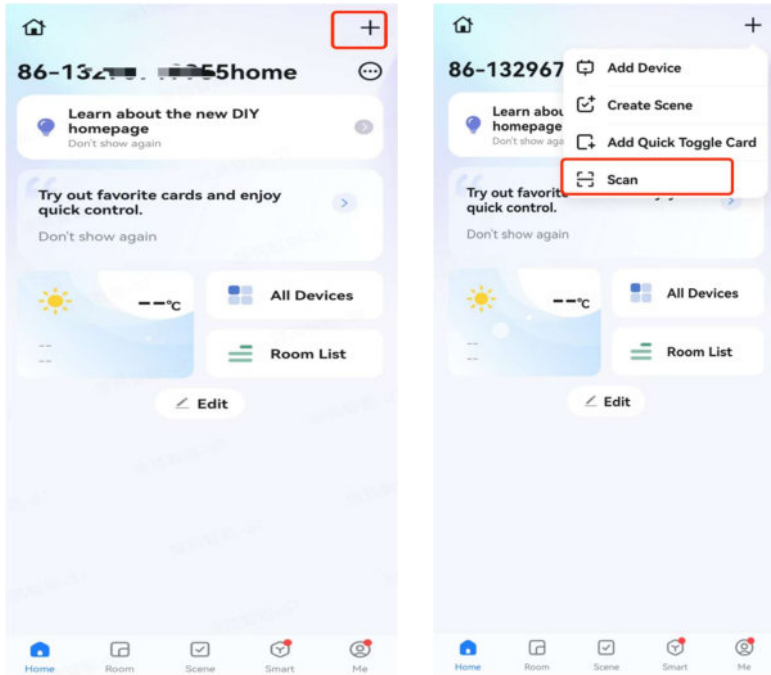 86-13 5home
Learn about the new DIY
homepage
Don't show again
Try out favorite cards and enjoy
quick control.
Don't show again
--°C
--
--
All Devices
Room List
Edit
Home
Room
Scene
Smart
Me
86-132967
Add Device
Create Scene
Add Quick Toggle Card
Scan
Learn abou
homepage
Don't show aga
Try out favorite
quick control.
Don't show again
--°C
--
--
All Devices
Room List
Edit
Home
Room
Scene
Smart
Me